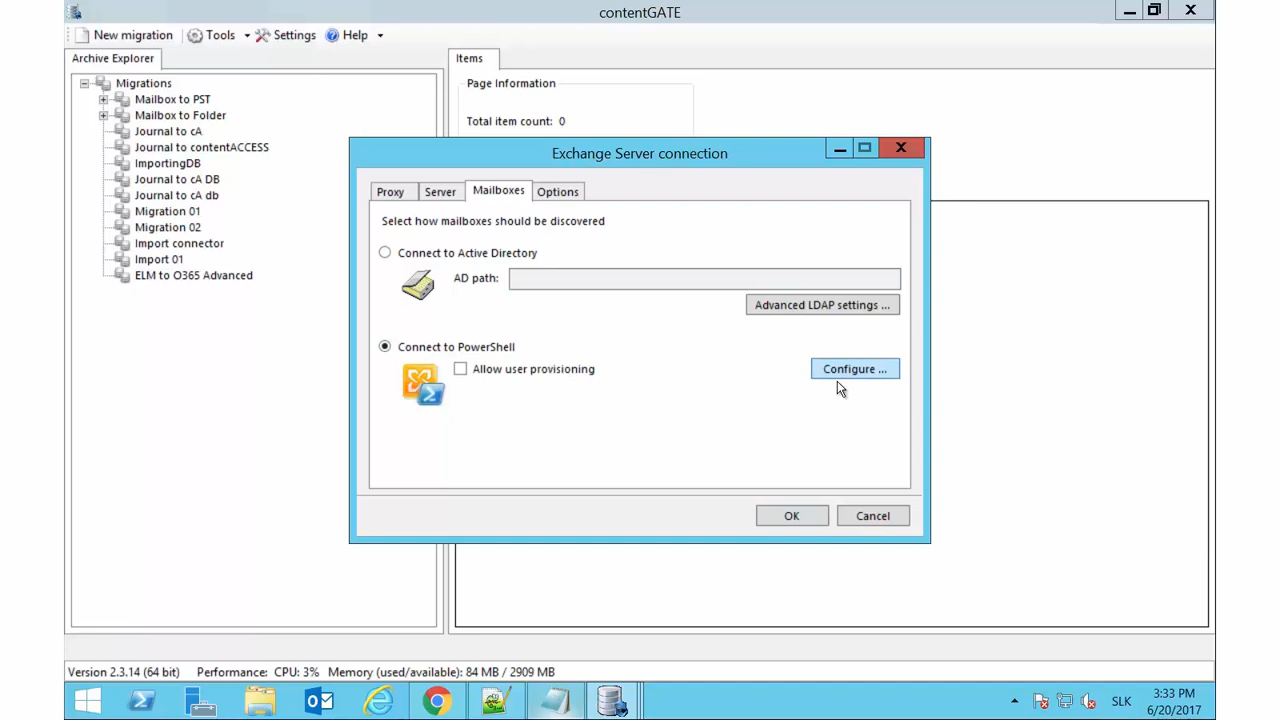 contentGATE
New migration Tools Settings Help
Archive Explorer
Items
Migrations
Mailbox to PST
Mailbox to Folder
Journal to cA
Journal to contentACCESS
ImportingDB
Journal to cA DB
Journal to cA db
Migration 01
Migration 02
Import connector
Import 01
ELM to O365 Advanced
Page Information
Total item count: 0
Exchange Server connection
Proxy Server Mailboxes Options
Select how mailboxes should be discovered
Connect to Active Directory
AD path:
Advanced LDAP settings ...
Connect to PowerShell
Allow user provisioning
Configure ...
OK Cancel
Version 2.3.14 (64 bit) Performance: CPU: 3% Memory (used/available): 84 MB / 2909 MB
SLK
3:33 PM
6/20/2017